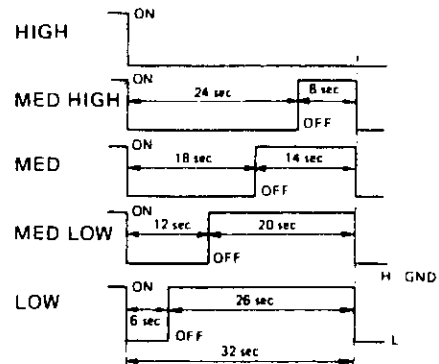 HIGH
ON
MED HIGH
ON
24 sec
8 sec
OFF
MED
ON
18 sec
14 sec
OFF
MED LOW
ON
12 sec
20 sec
OFF
H GND
LOW
ON
6 sec
26 sec
OFF
L
32 sec